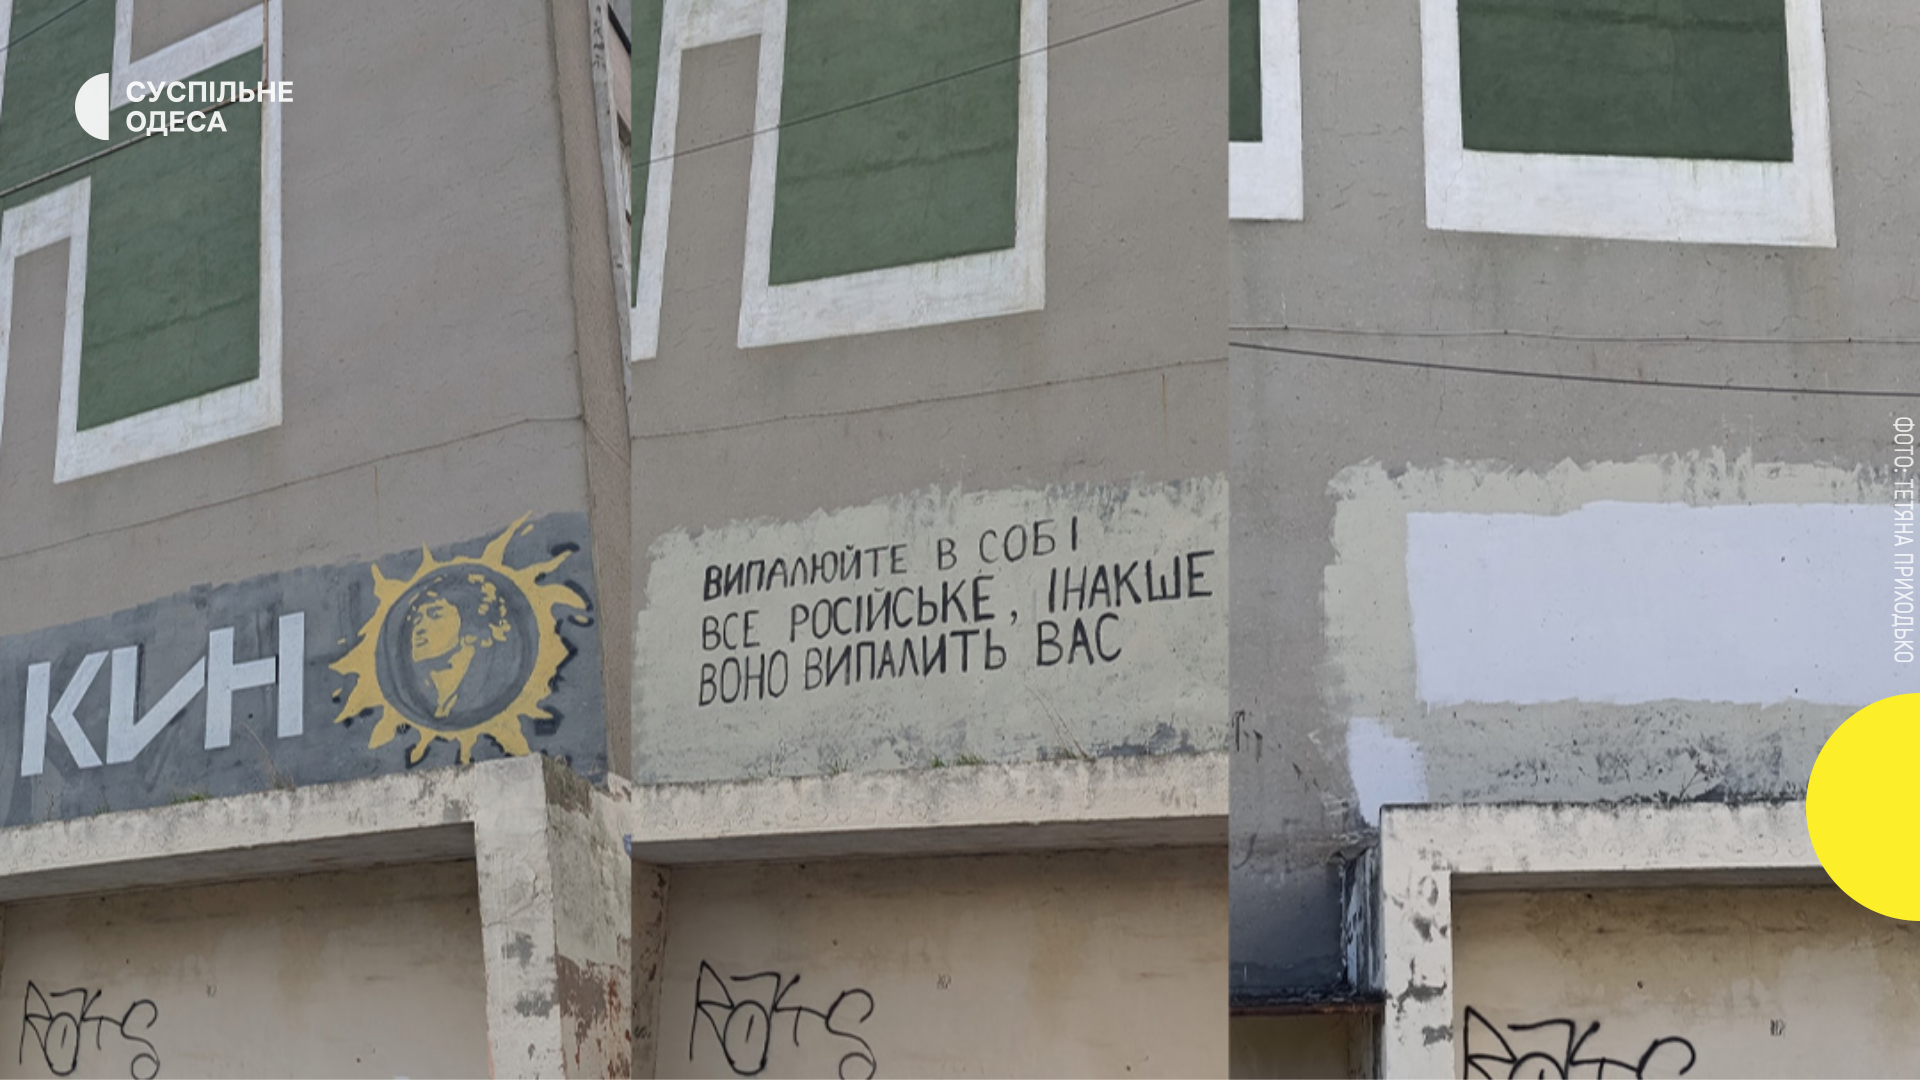 СУСПІЛЬНЕ
ОДЕСА
КИН
ВИПАЛЮЙТЕ В СОБІ
ВСЕ РОСІЙСЬКЕ, ІНАКШЕ
ВОНО ВИПАЛИТЬ ВАС
ФОТО: ТЕТЯНА ПРИХОДЬКО